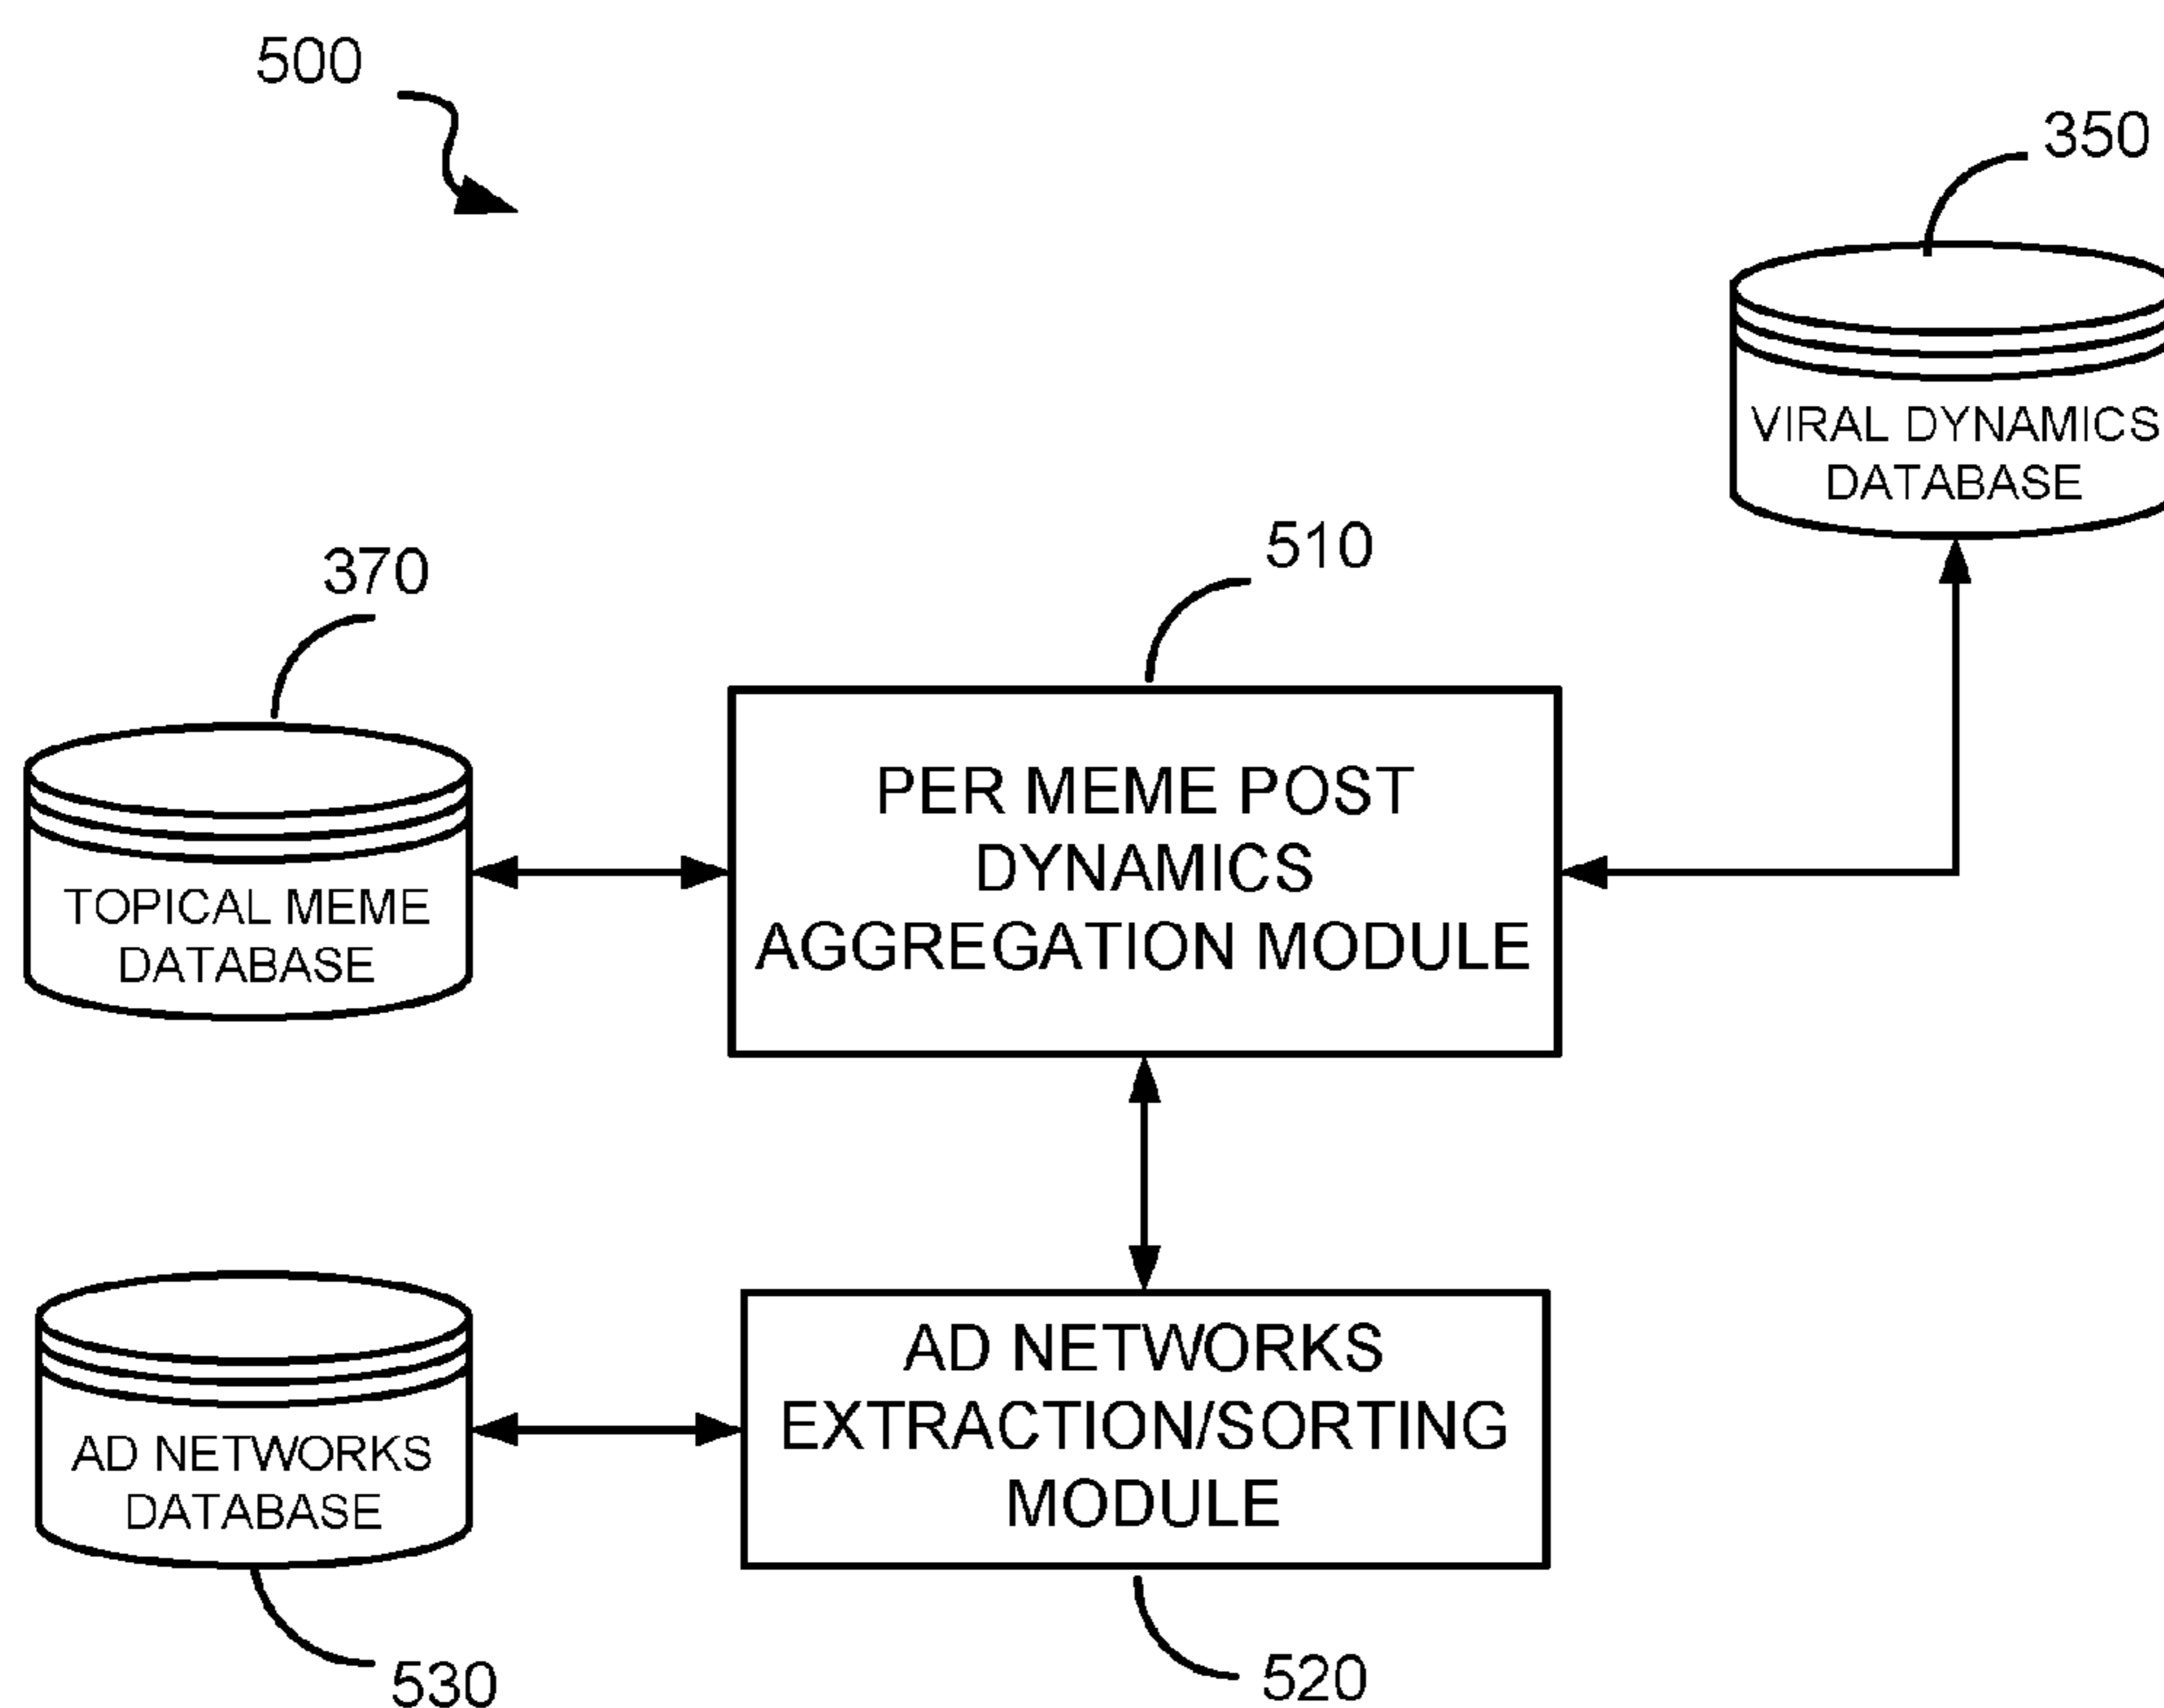 500
350
VIRAL DYNAMICS
DATABASE
370
510
TOPICAL MEME
DATABASE
PER MEME POST
DYNAMICS
AGGREGATION MODULE
AD NETWORKS
DATABASE
AD NETWORKS
EXTRACTION/SORTING
MODULE
530
520